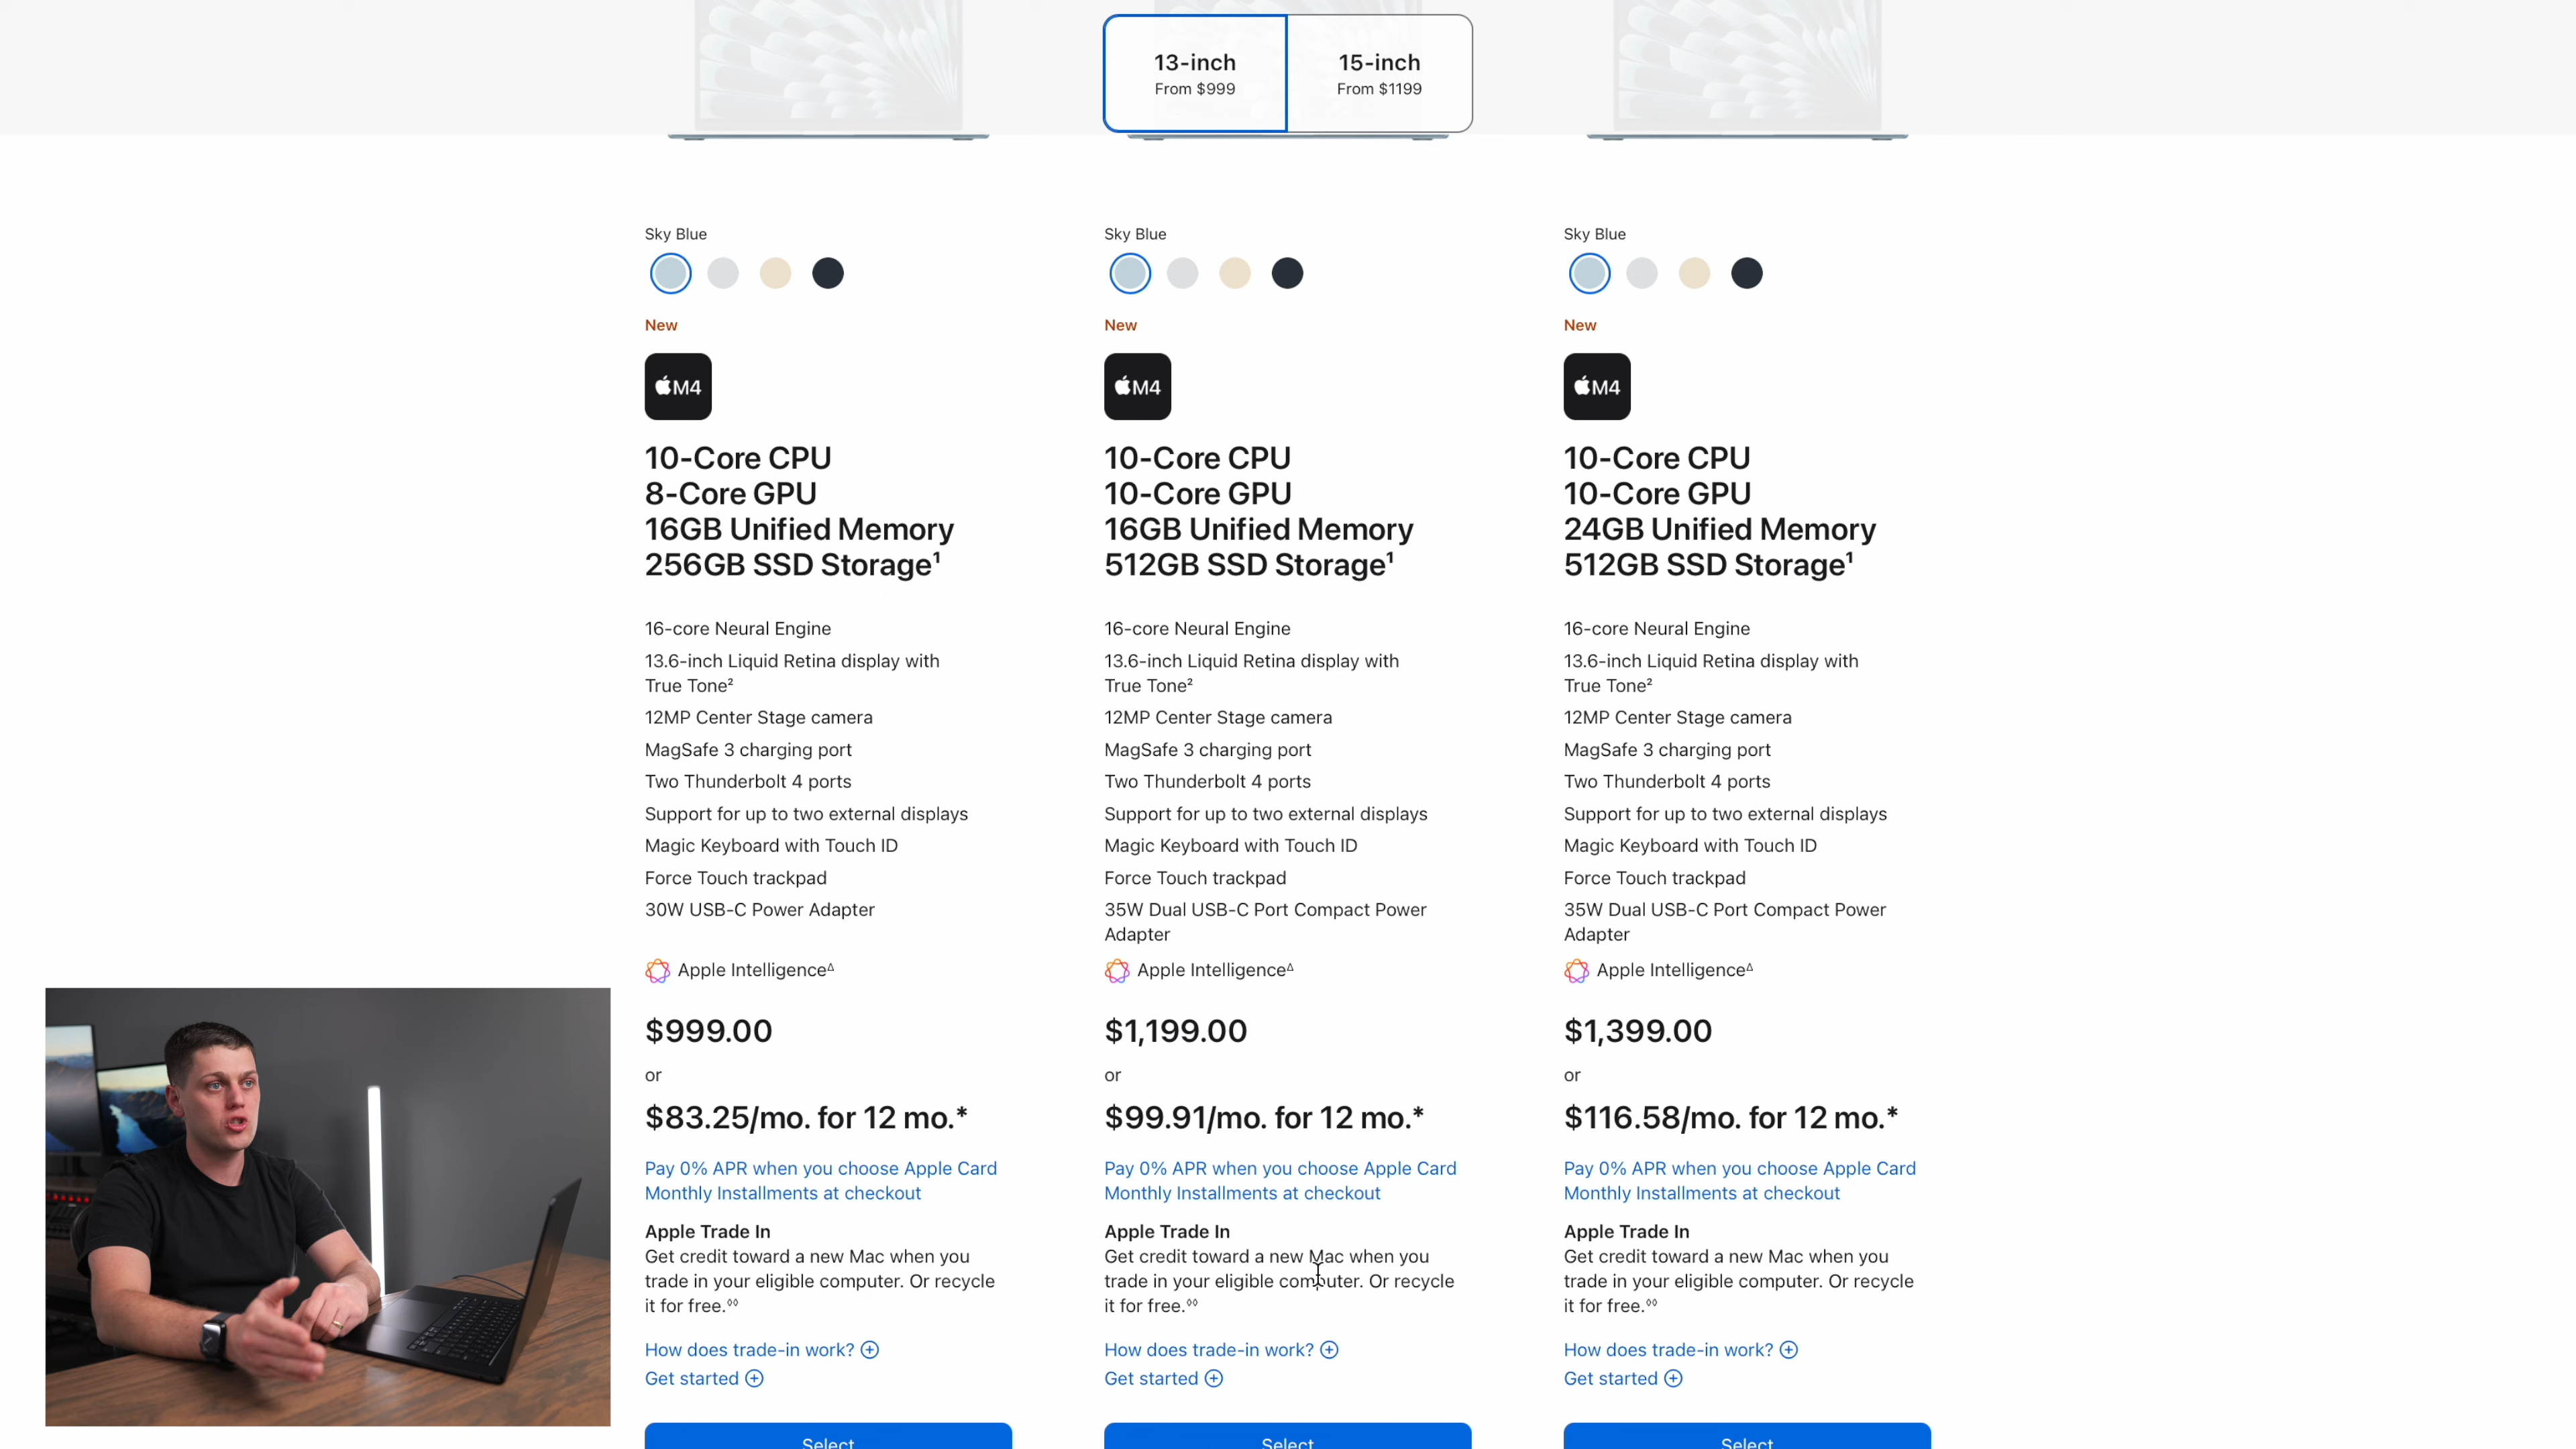 13-inch
From $999
15-inch
From $1199
Sky Blue
New
M4
10-Core CPU
8-Core GPU
16GB Unified Memory
256GB SSD Storage¹
16-core Neural Engine
13.6-inch Liquid Retina display with
True Tone²
12MP Center Stage camera
MagSafe 3 charging port
Two Thunderbolt 4 ports
Support for up to two external displays
Magic Keyboard with Touch ID
Force Touch trackpad
30W USB-C Power Adapter
Apple Intelligence∆
$999.00
or
$83.25/mo. for 12 mo.*
Pay 0% APR when you choose Apple Card
Monthly Installments at checkout
Apple Trade In
Get credit toward a new Mac when you
trade in your eligible computer. Or recycle
it for free.◊◊
How does trade-in work?
Get started
Select
Sky Blue
New
M4
10-Core CPU
10-Core GPU
16GB Unified Memory
512GB SSD Storage¹
16-core Neural Engine
13.6-inch Liquid Retina display with
True Tone²
12MP Center Stage camera
MagSafe 3 charging port
Two Thunderbolt 4 ports
Support for up to two external displays
Magic Keyboard with Touch ID
Force Touch trackpad
35W Dual USB-C Port Compact Power
Adapter
Apple Intelligence∆
$1,199.00
or
$99.91/mo. for 12 mo.*
Pay 0% APR when you choose Apple Card
Monthly Installments at checkout
Apple Trade In
Get credit toward a new Mac when you
trade in your eligible computer. Or recycle
it for free.◊◊
How does trade-in work?
Get started
Select
Sky Blue
New
M4
10-Core CPU
10-Core GPU
24GB Unified Memory
512GB SSD Storage¹
16-core Neural Engine
13.6-inch Liquid Retina display with
True Tone²
12MP Center Stage camera
MagSafe 3 charging port
Two Thunderbolt 4 ports
Support for up to two external displays
Magic Keyboard with Touch ID
Force Touch trackpad
35W Dual USB-C Port Compact Power
Adapter
Apple Intelligence∆
$1,399.00
or
$116.58/mo. for 12 mo.*
Pay 0% APR when you choose Apple Card
Monthly Installments at checkout
Apple Trade In
Get credit toward a new Mac when you
trade in your eligible computer. Or recycle
it for free.◊◊
How does trade-in work?
Get started
Select